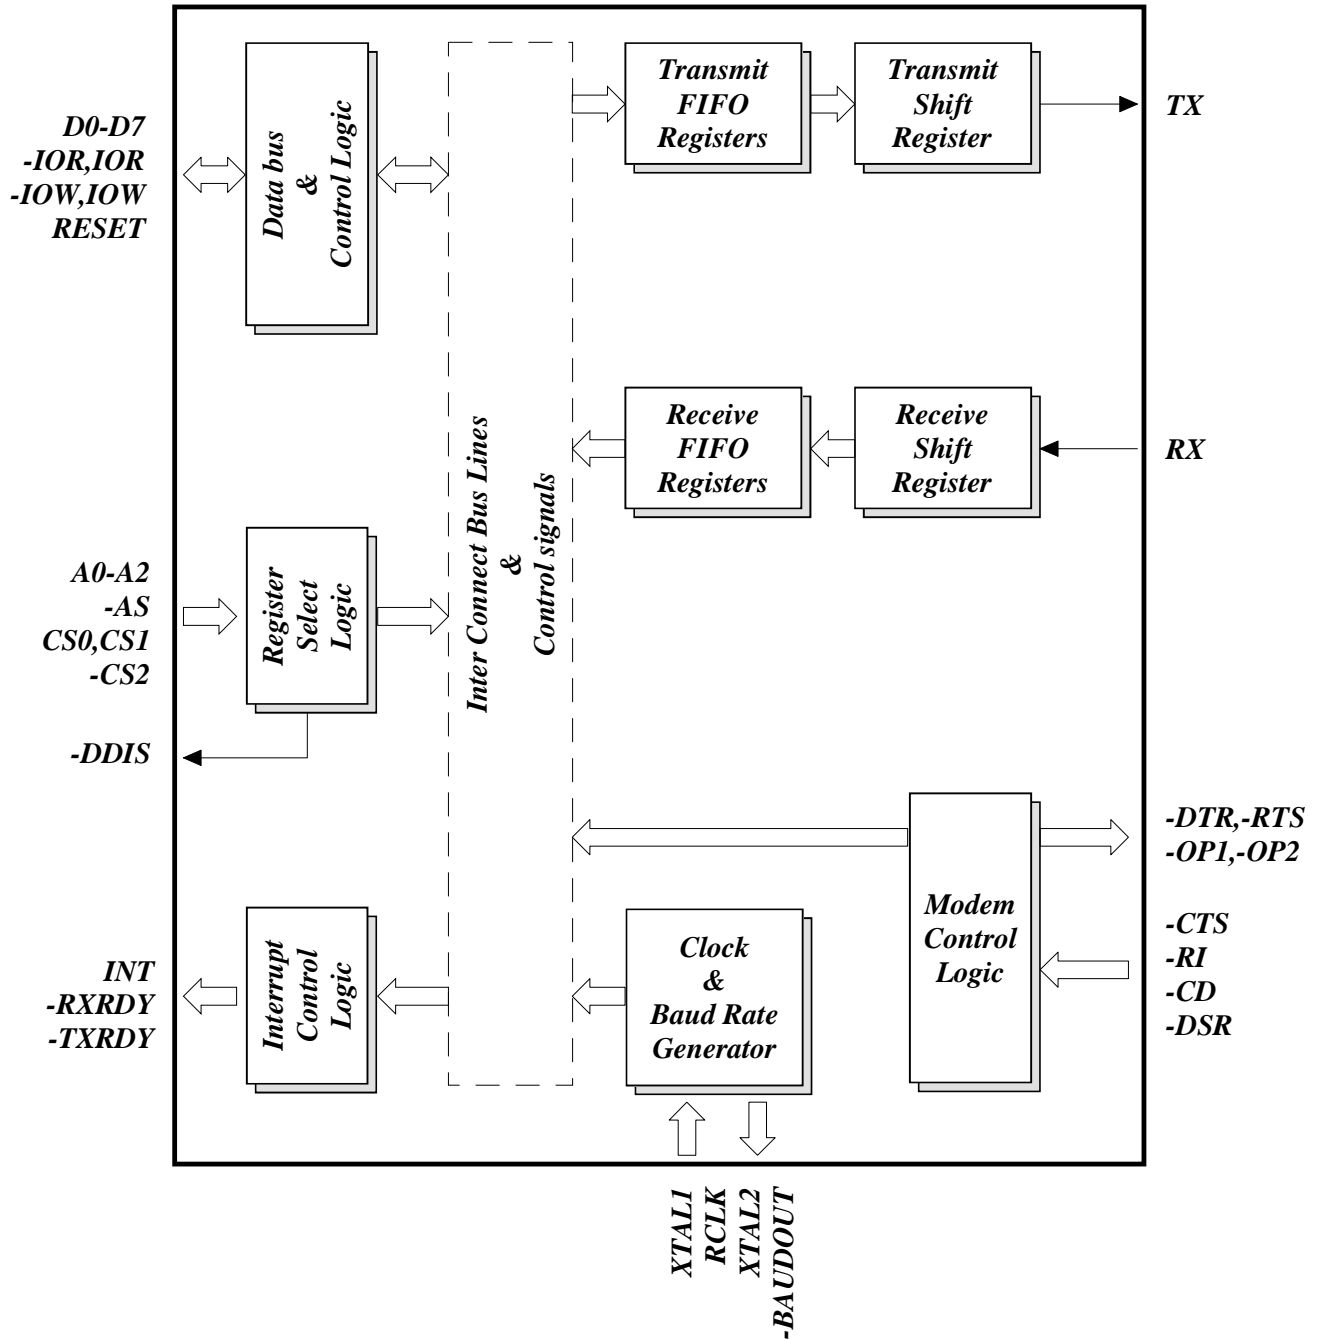 D0-D7
-IOR,IOR
-IOW,IOW
RESET
Data bus
&
Control Logic
Transmit
FIFO
Registers
Transmit
Shift
Register
TX
Receive
FIFO
Registers
Receive
Shift
Register
RX
Inter Connect Bus Lines
&
Control signals
A0-A2
-AS
CS0,CS1
-CS2
Register
Select
Logic
-DDIS
-DTR,-RTS
-OP1,-OP2
Modem
Control
Logic
-CTS
-RI
-CD
-DSR
INT
-RXRDY
-TXRDY
Interrupt
Control
Logic
Clock
&
Baud Rate
Generator
XTAL1
RCLK
XTAL2
-BAUDOUT